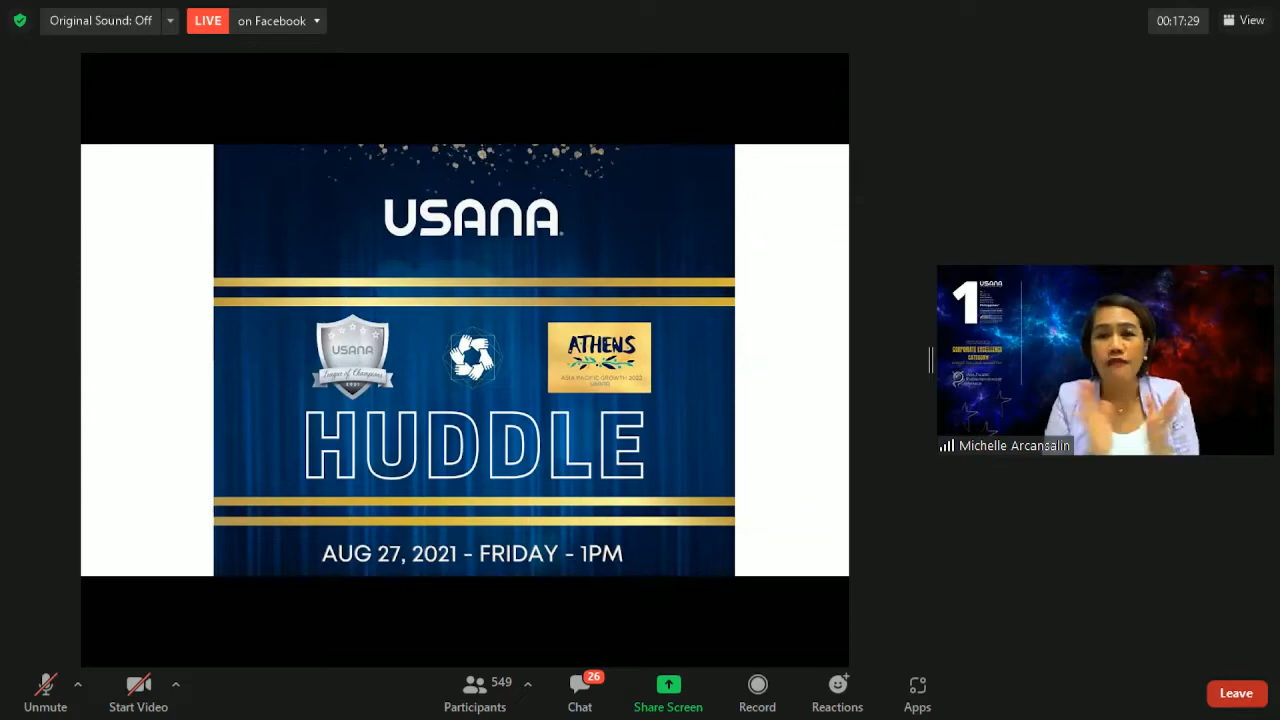 Original Sound: Off
LIVE on Facebook
00:17:29
View
USANA
USANA
League of Champions
2021
ATHENS
ASIA PACIFIC GROWTH 2022
HUDDLE
AUG 27, 2021 - FRIDAY - 1PM
1
USANA
CORPORATE EXCELLENCE
CATEGORY
Michelle Arcansalin
Unmute
Start Video
549
Participants
26
Chat
Share Screen
Record
Reactions
Apps
Leave